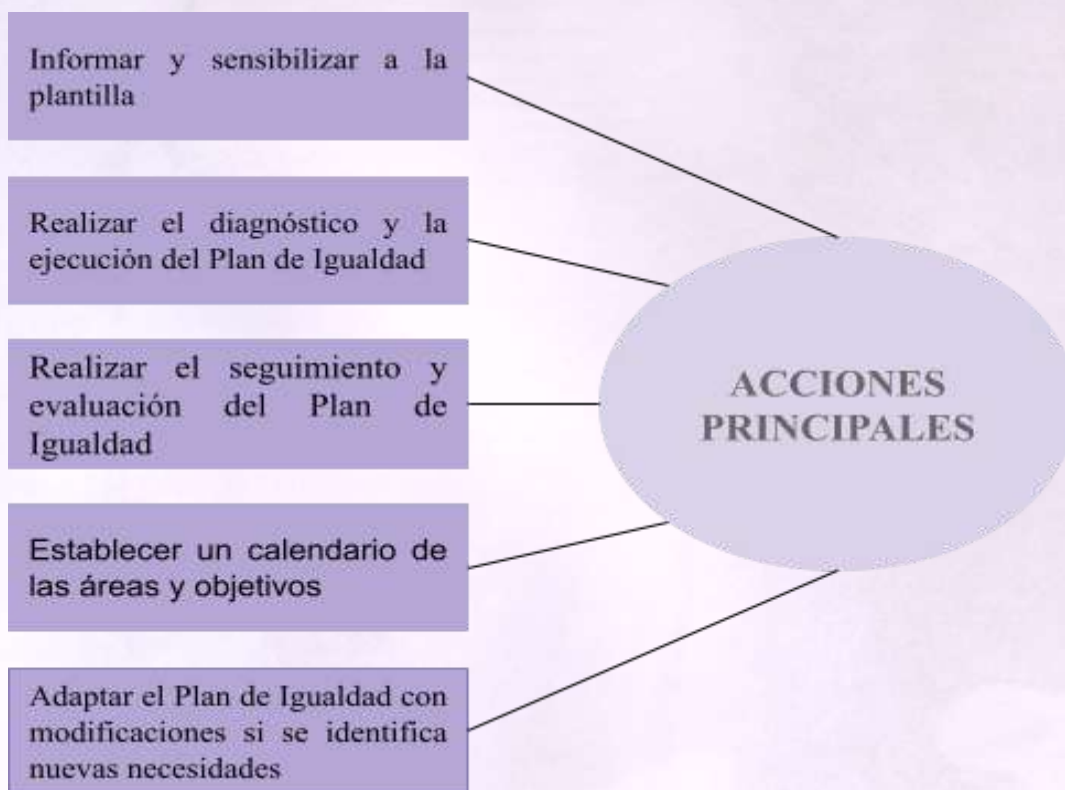 Informar y sensibilizar a la
plantilla
Realizar el diagnóstico y la
ejecución del Plan de Igualdad
Realizar el seguimiento y
evaluación del Plan de
Igualdad
Establecer un calendario de
las áreas y objetivos
Adaptar el Plan de Igualdad con
modificaciones si se identifica
nuevas necesidades
ACCIONES
PRINCIPALES